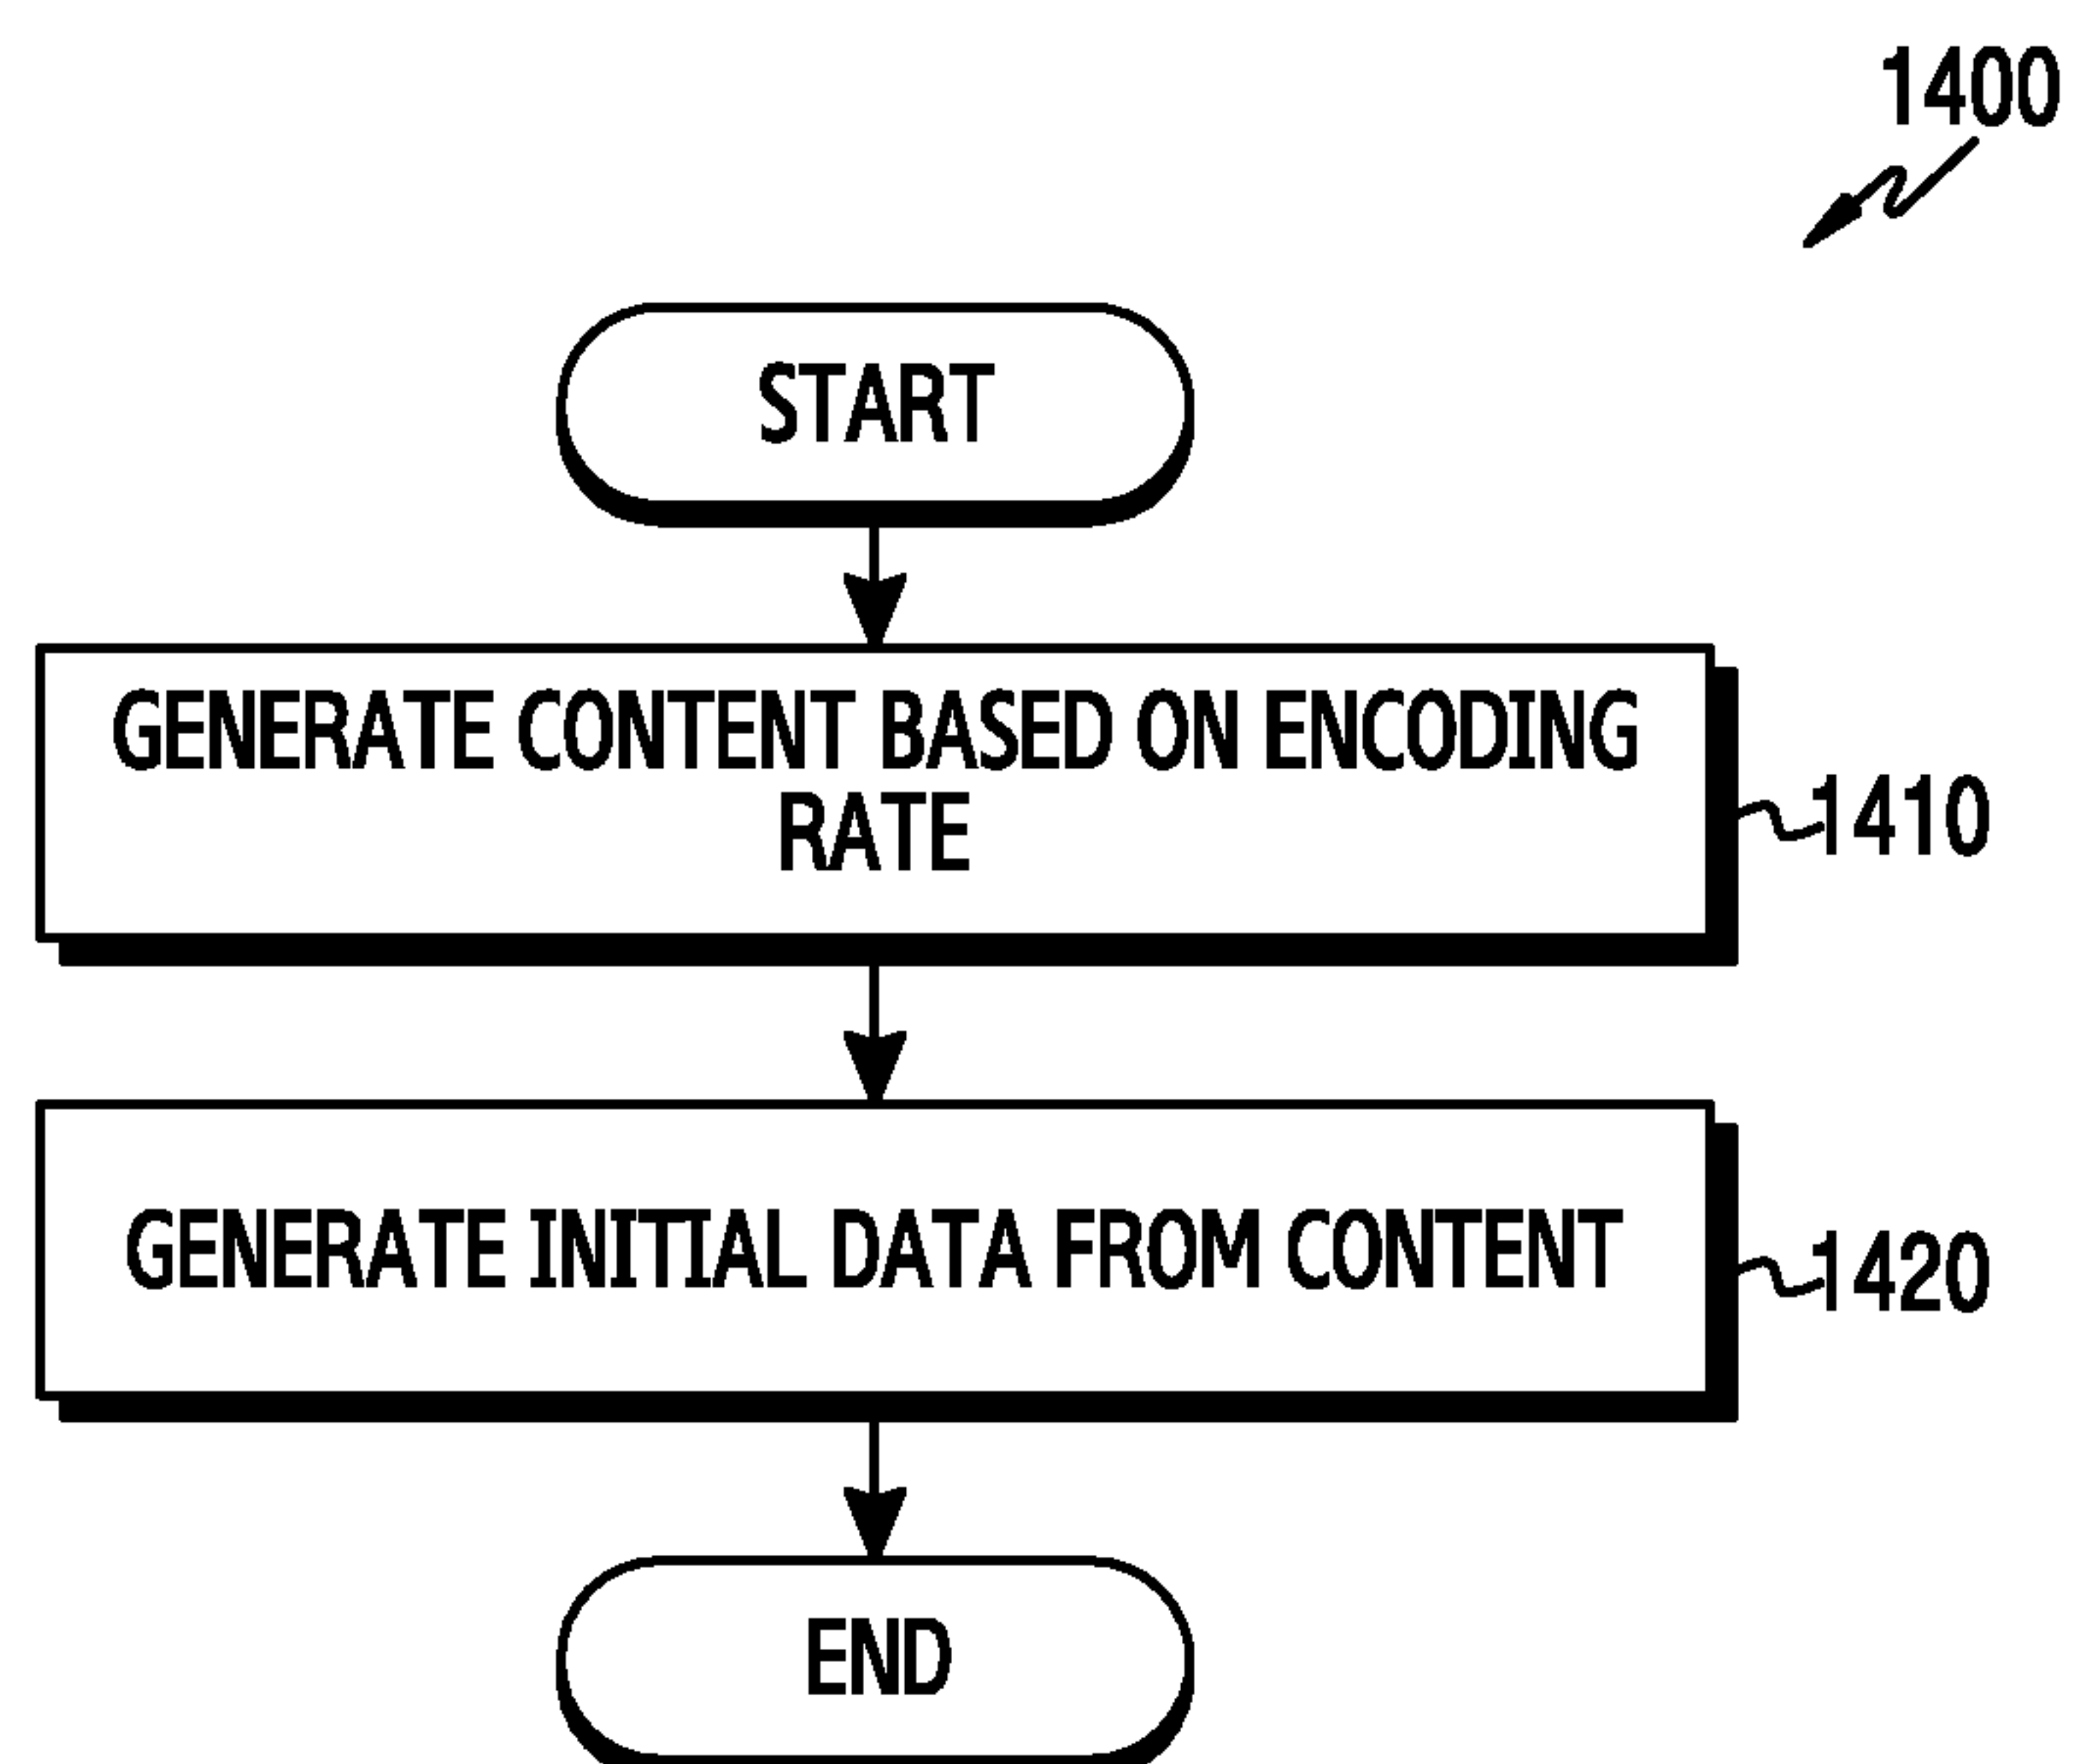 1400
START
GENERATE CONTENT BASED ON ENCODING
RATE
1410
GENERATE INITIAL DATA FROM CONTENT
1420
END